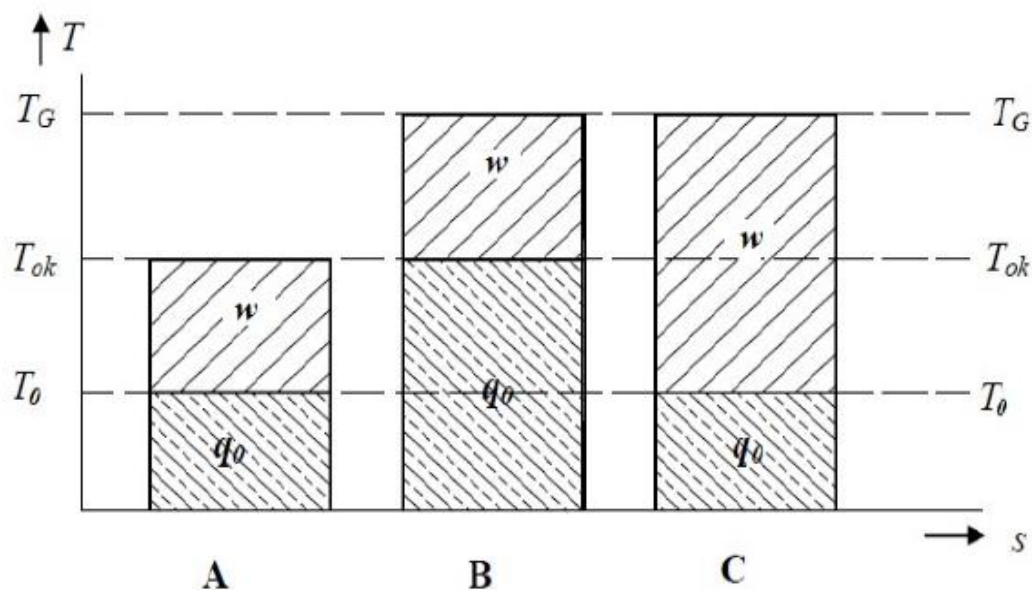 T
T_G T_G
w w
T_ok w T_ok
T_0 q_0 T_0
q_0 q_0
s
A B C